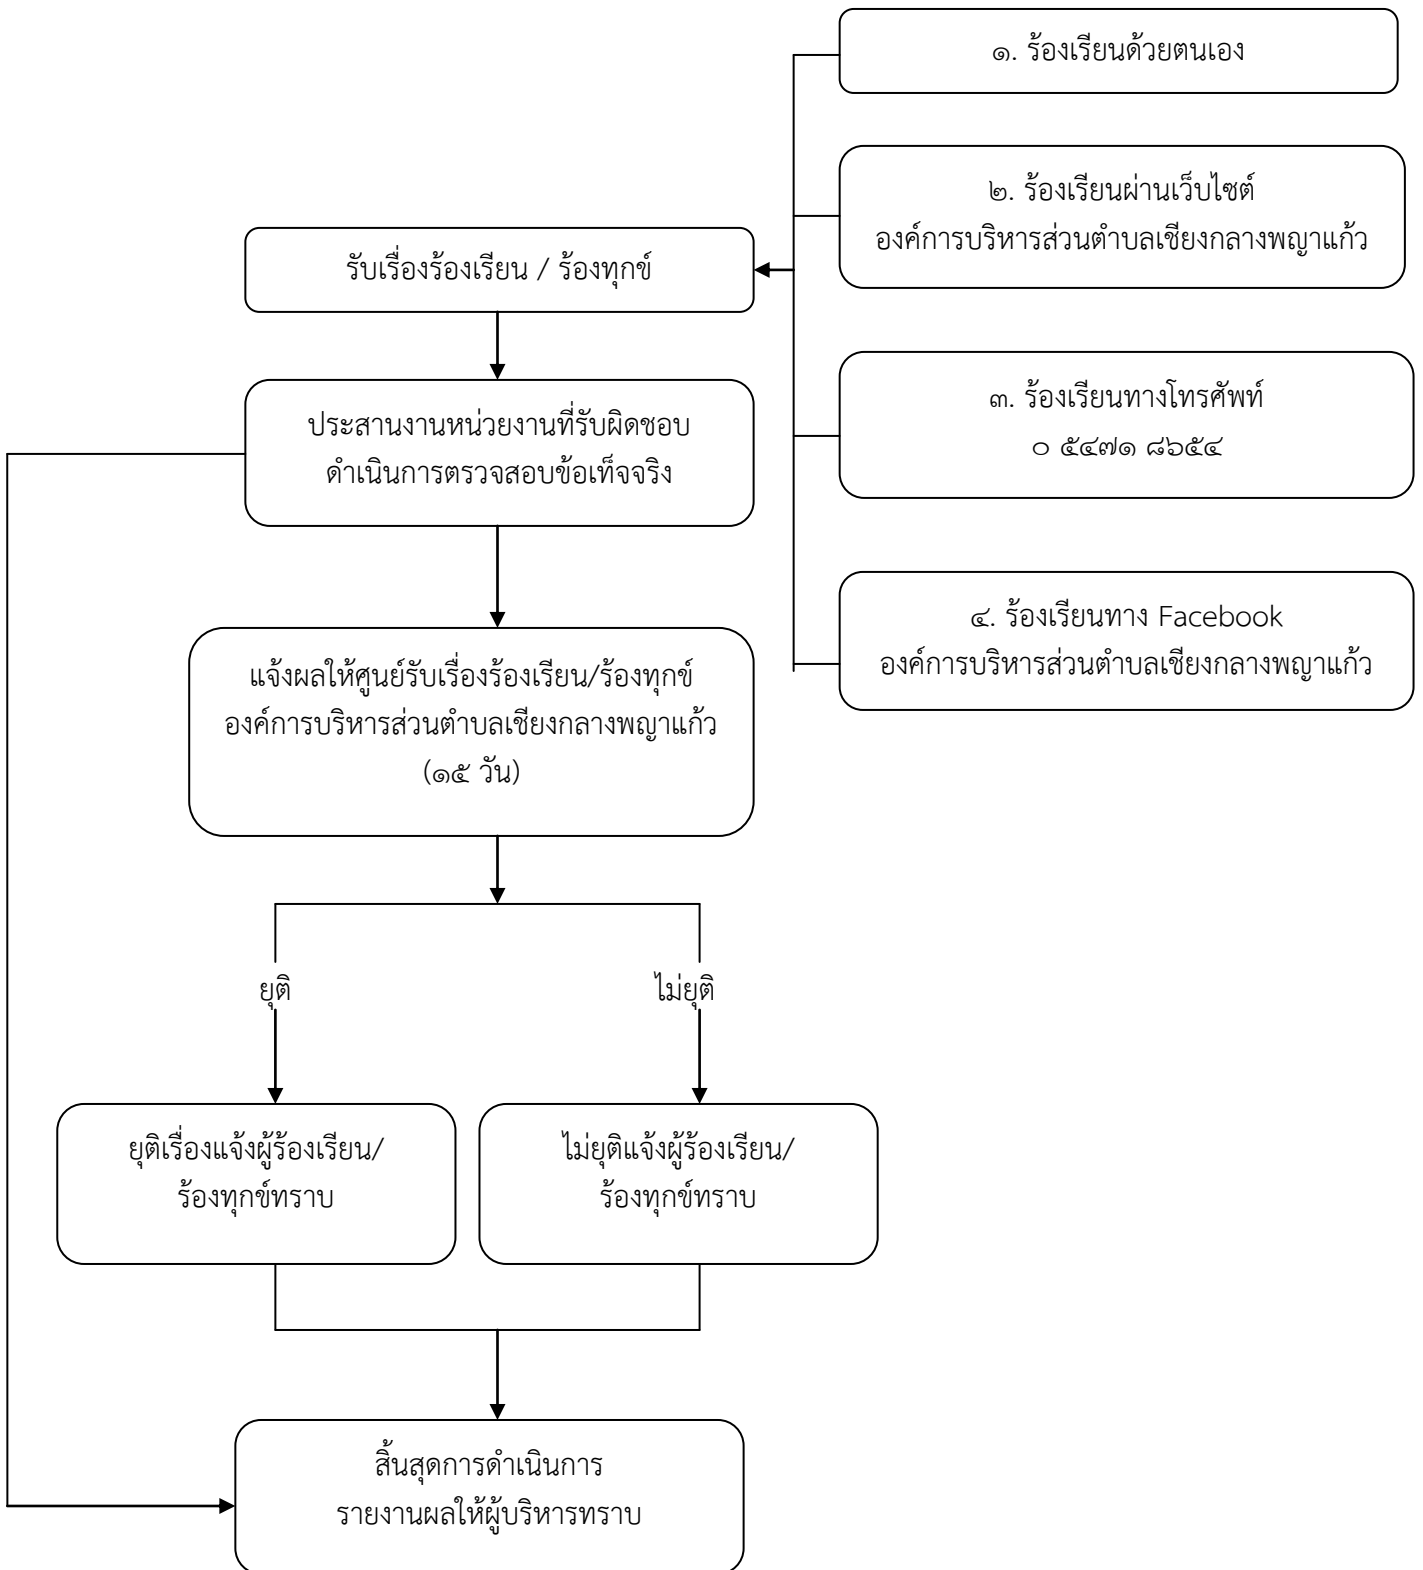 ๑. ร้องเรียนด้วยตนเอง
๒. ร้องเรียนผ่านเว็บไซต์
องค์การบริหารส่วนตำบลเชียงกลางพญาแก้ว
รับเรื่องร้องเรียน / ร้องทุกข์
๓. ร้องเรียนทางโทรศัพท์
๐ ๕๔๗๑ ๘๖๕๔
ประสานงานหน่วยงานที่รับผิดชอบ
ดำเนินการตรวจสอบข้อเท็จจริง
๔. ร้องเรียนทาง Facebook
องค์การบริหารส่วนตำบลเชียงกลางพญาแก้ว
แจ้งผลให้ศูนย์รับเรื่องร้องเรียน/ร้องทุกข์
องค์การบริหารส่วนตำบลเชียงกลางพญาแก้ว
(๑๕ วัน)
ยุติ
ไม่ยุติ
ยุติเรื่องแจ้งผู้ร้องเรียน/
ร้องทุกข์ทราบ
ไม่ยุติแจ้งผู้ร้องเรียน/
ร้องทุกข์ทราบ
สิ้นสุดการดำเนินการ
รายงานผลให้ผู้บริหารทราบ